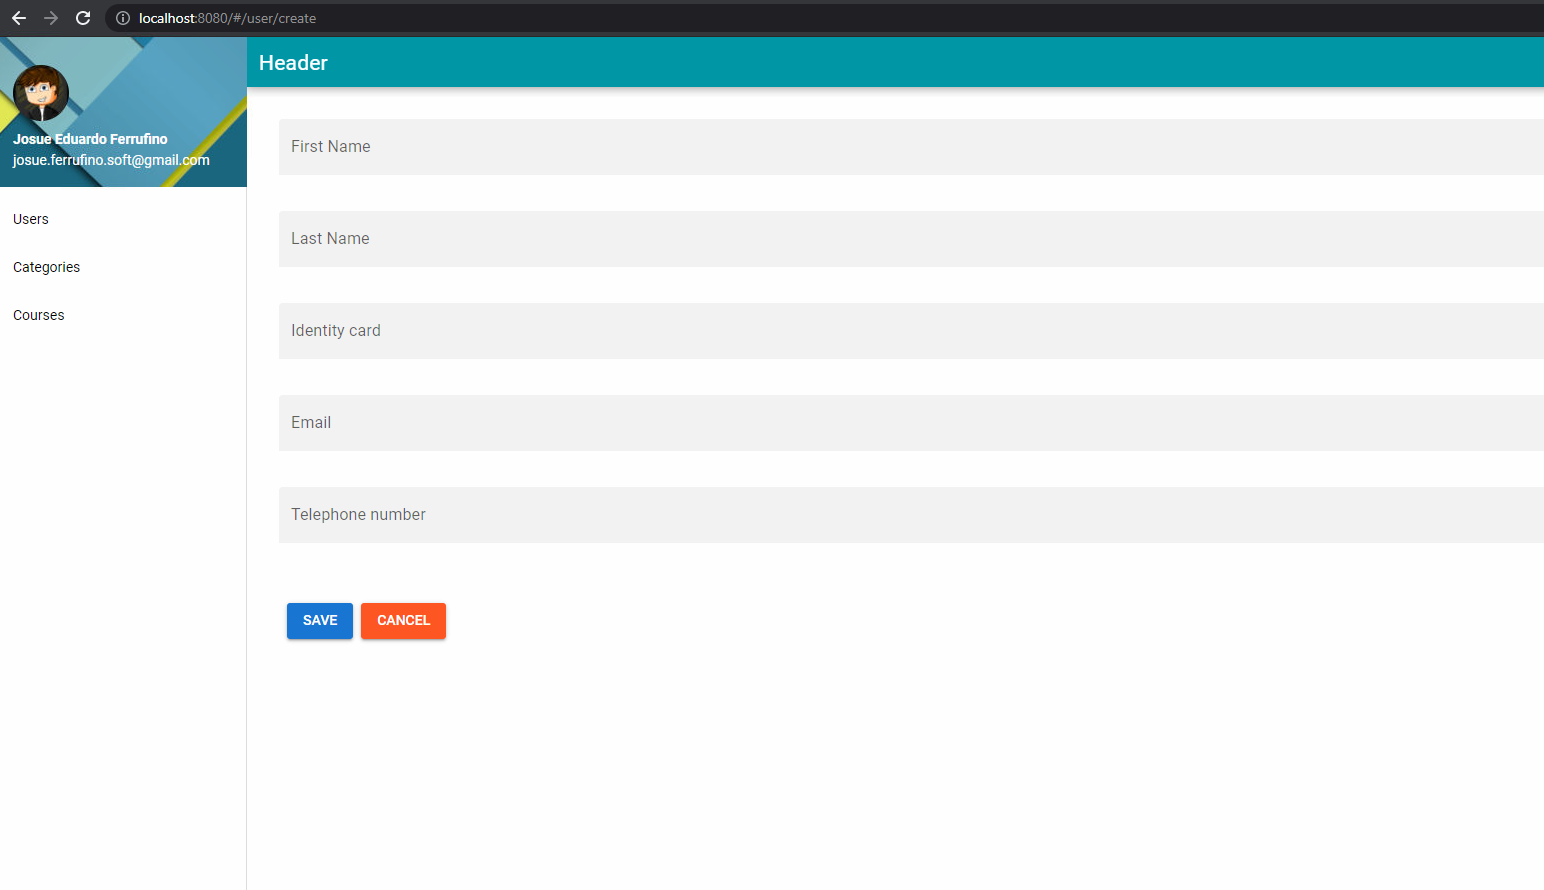 localhost:8080/#/user/create
Header
Josue Eduardo Ferrufino
josue.ferrufino.soft@gmail.com
Users
Categories
Courses
First Name
Last Name
Identity card
Email
Telephone number
SAVE CANCEL